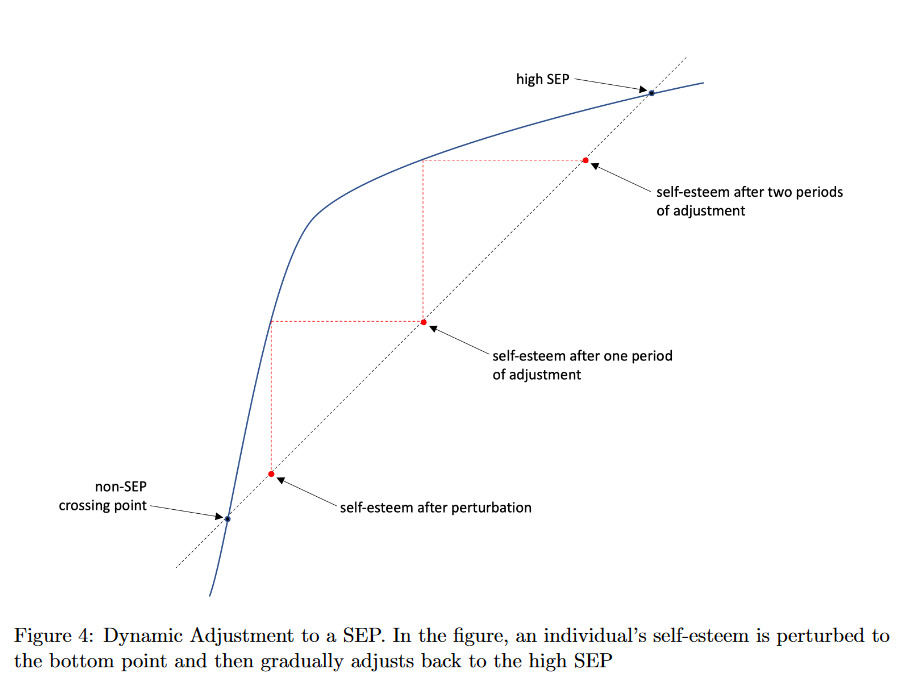 high SEP
self-esteem after two periods
of adjustment
self-esteem after one period
of adjustment
non-SEP
crossing point
self-esteem after perturbation
Figure 4: Dynamic Adjustment to a SEP. In the figure, an individual's self-esteem is perturbed to
the bottom point and then gradually adjusts back to the high SEP